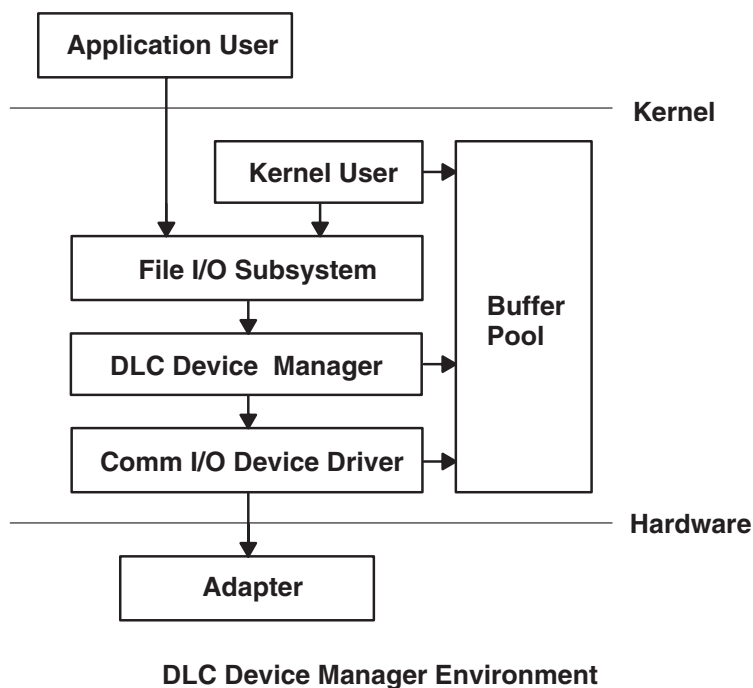 Application User
Kernel
Kernel User
File I/O Subsystem
Buffer
Pool
DLC Device  Manager
Comm I/O Device Driver
Hardware
Adapter
DLC Device Manager Environment